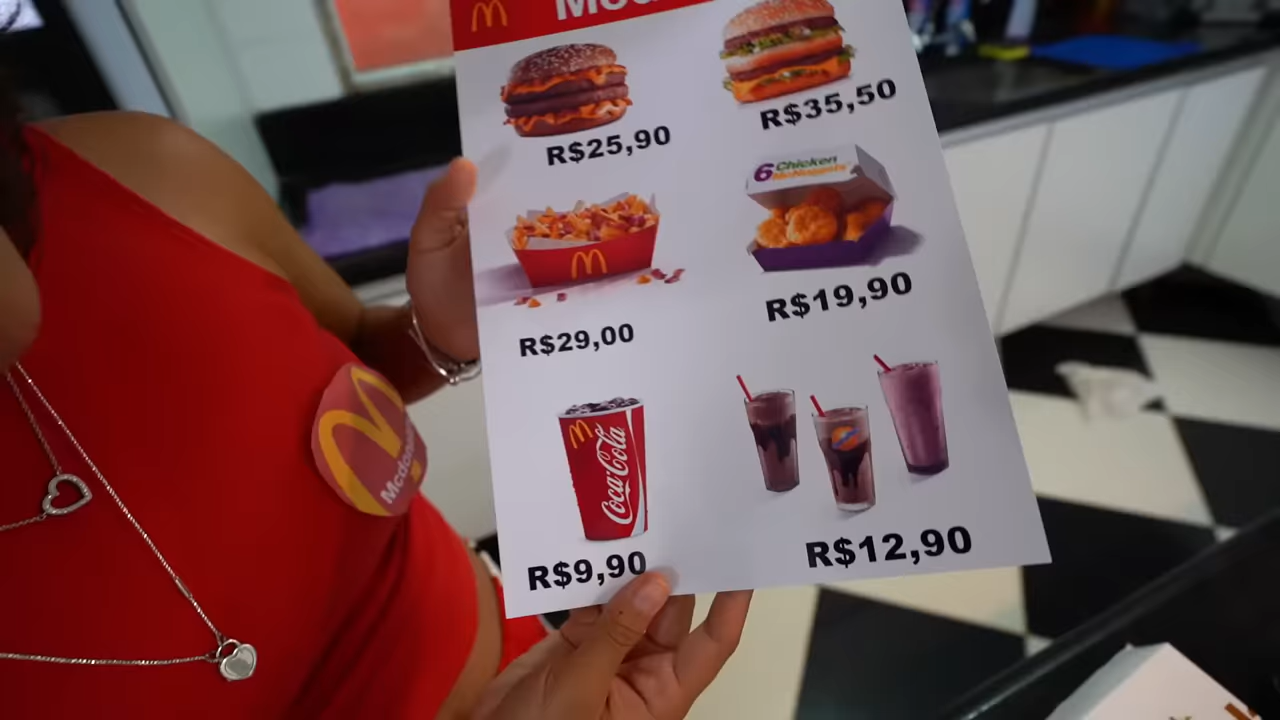 R$25,90
R$35,50
6 Chicken
McNuggets
R$29,00
R$19,90
Coca-Cola
R$9,90
R$12,90